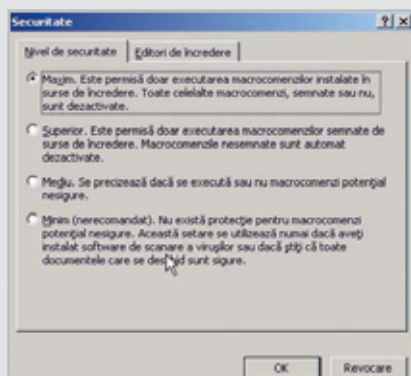 Securitate
Nivel de securitate
Editori de încredere
Maxim. Este permisă doar executarea macrocomenzilor instalate în
surse de încredere. Toate celelalte macrocomenzi, semnate sau nu,
sunt dezactivate.
Superior. Este permisă doar executarea macrocomenzilor semnate de
surse de încredere. Macrocomenzile nesemnate sunt automat
dezactivate.
Mediu. Se precizează dacă se execută sau nu macrocomenzi potențial
nesigure.
Minim (nerecomandat). Nu există protecție pentru macrocomenzi
potențial nesigure. Această setare se utilizează numai dacă aveți
instalat software de scanare a virușilor sau dacă știți că toate
documentele care se deschid sunt sigure.
OK
Revocare